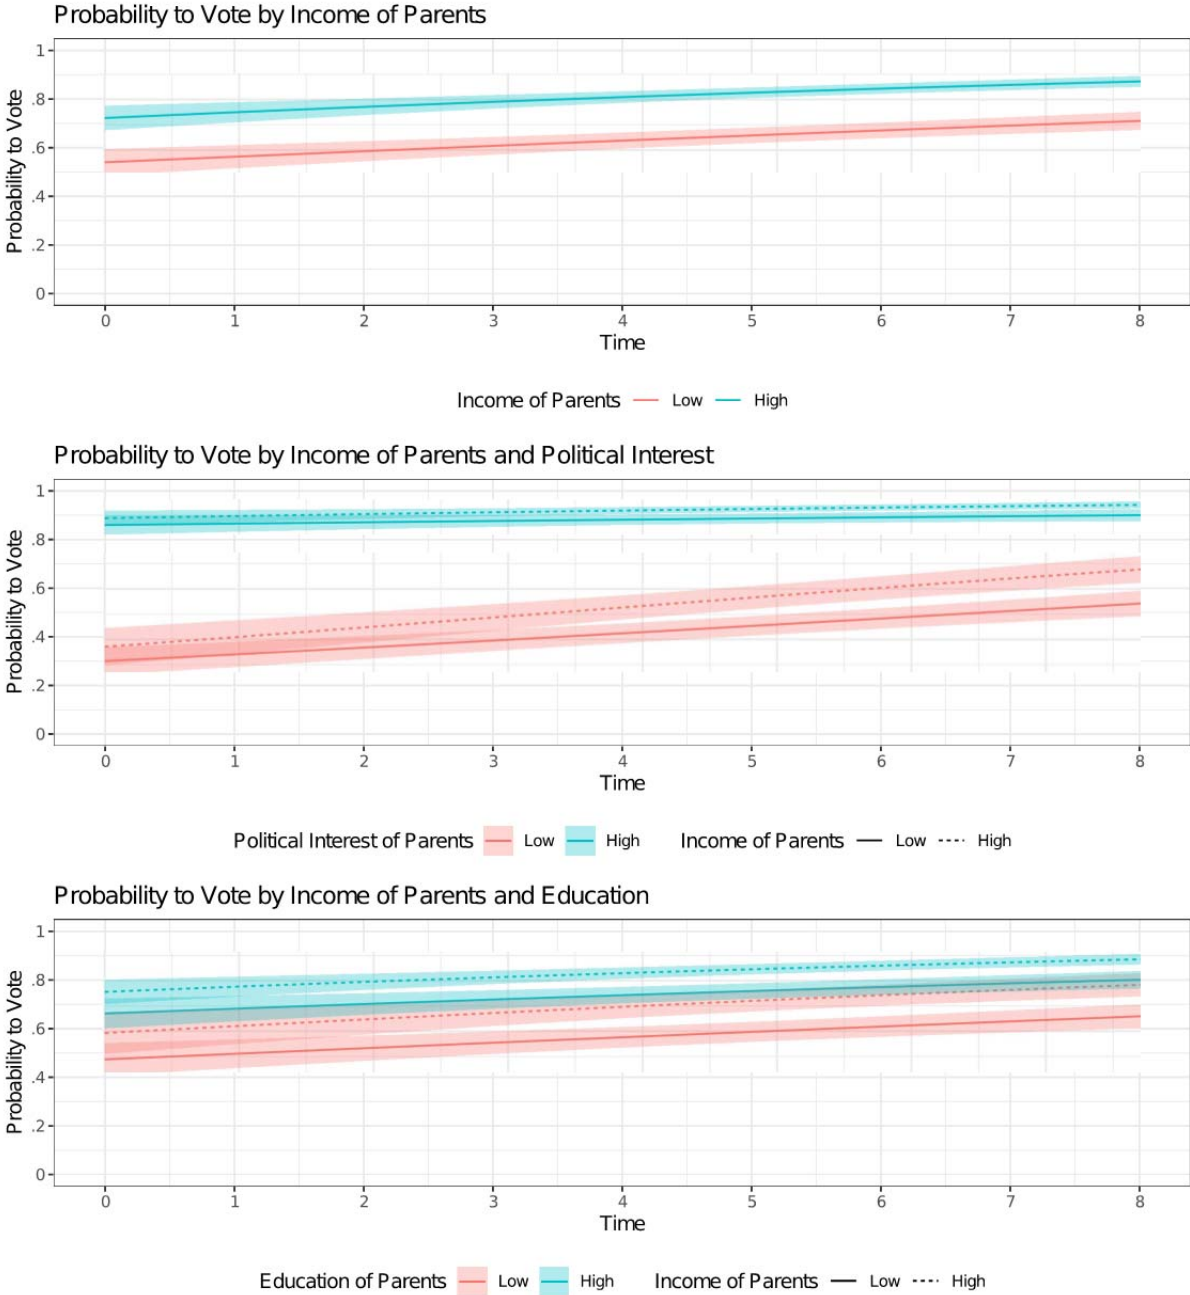 Probability to Vote by Income of Parents
Probability to Vote
1
.8
.6
.4
.2
0
0 1 2 3 4 5 6 7 8
Time
Income of Parents Low High
Probability to Vote by Income of Parents and Political Interest
Probability to Vote
1
.8
.6
.4
.2
0
0 1 2 3 4 5 6 7 8
Time
Political Interest of Parents Low High Income of Parents Low High
Probability to Vote by Income of Parents and Education
Probability to Vote
1
.8
.6
.4
.2
0
0 1 2 3 4 5 6 7 8
Time
Education of Parents Low High Income of Parents Low High